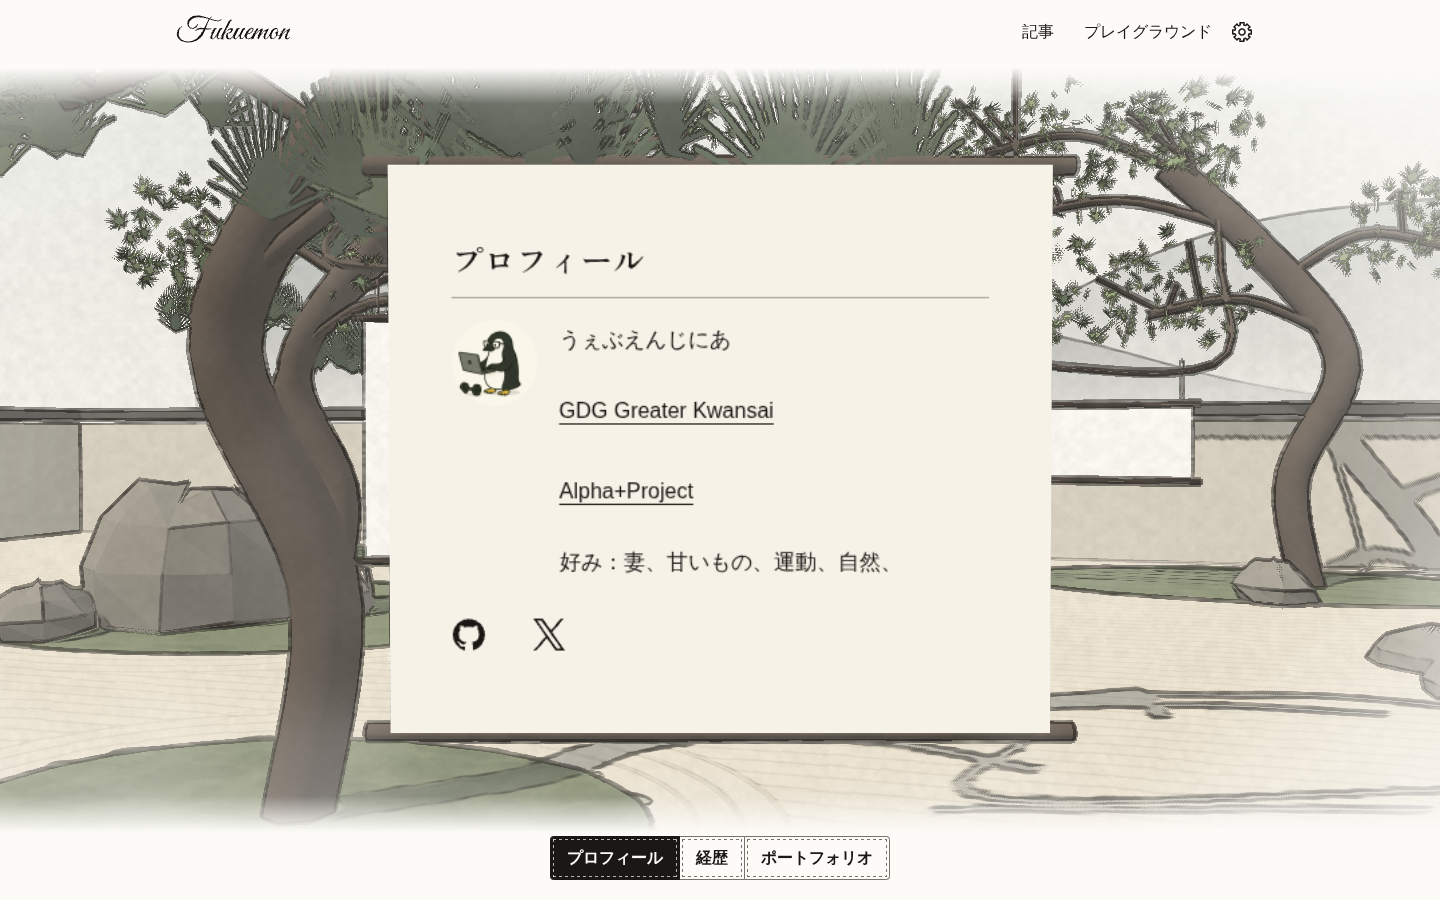 Fukuemon
記事
プレイグラウンド
プロフィール
うぇぶえんじにあ
GDG Greater Kwansai
Alpha+Project
好み：妻、甘いもの、運動、自然、
プロフィール
経歴
ポートフォリオ